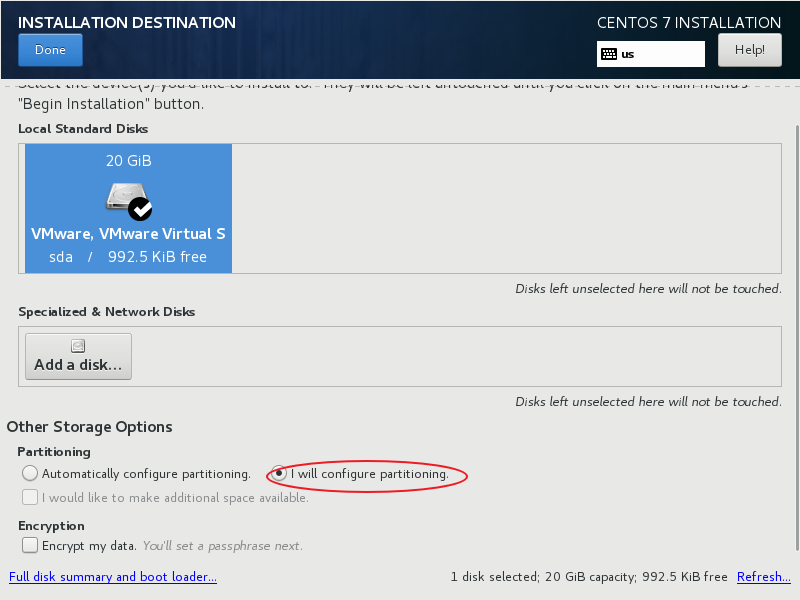 INSTALLATION DESTINATION
CENTOS 7 INSTALLATION
Done
us
Help!
Select the device(s) you'd like to install to. They will be left untouched until you click on the main menu's
"Begin Installation" button.
Local Standard Disks
20 GiB
VMware, VMware Virtual S
sda / 992.5 KiB free
Disks left unselected here will not be touched.
Specialized & Network Disks
Add a disk...
Disks left unselected here will not be touched.
Other Storage Options
Partitioning
Automatically configure partitioning. I will configure partitioning.
I would like to make additional space available.
Encryption
Encrypt my data. You'll set a passphrase next.
Full disk summary and boot loader... 1 disk selected; 20 GiB capacity; 992.5 KiB free Refresh...